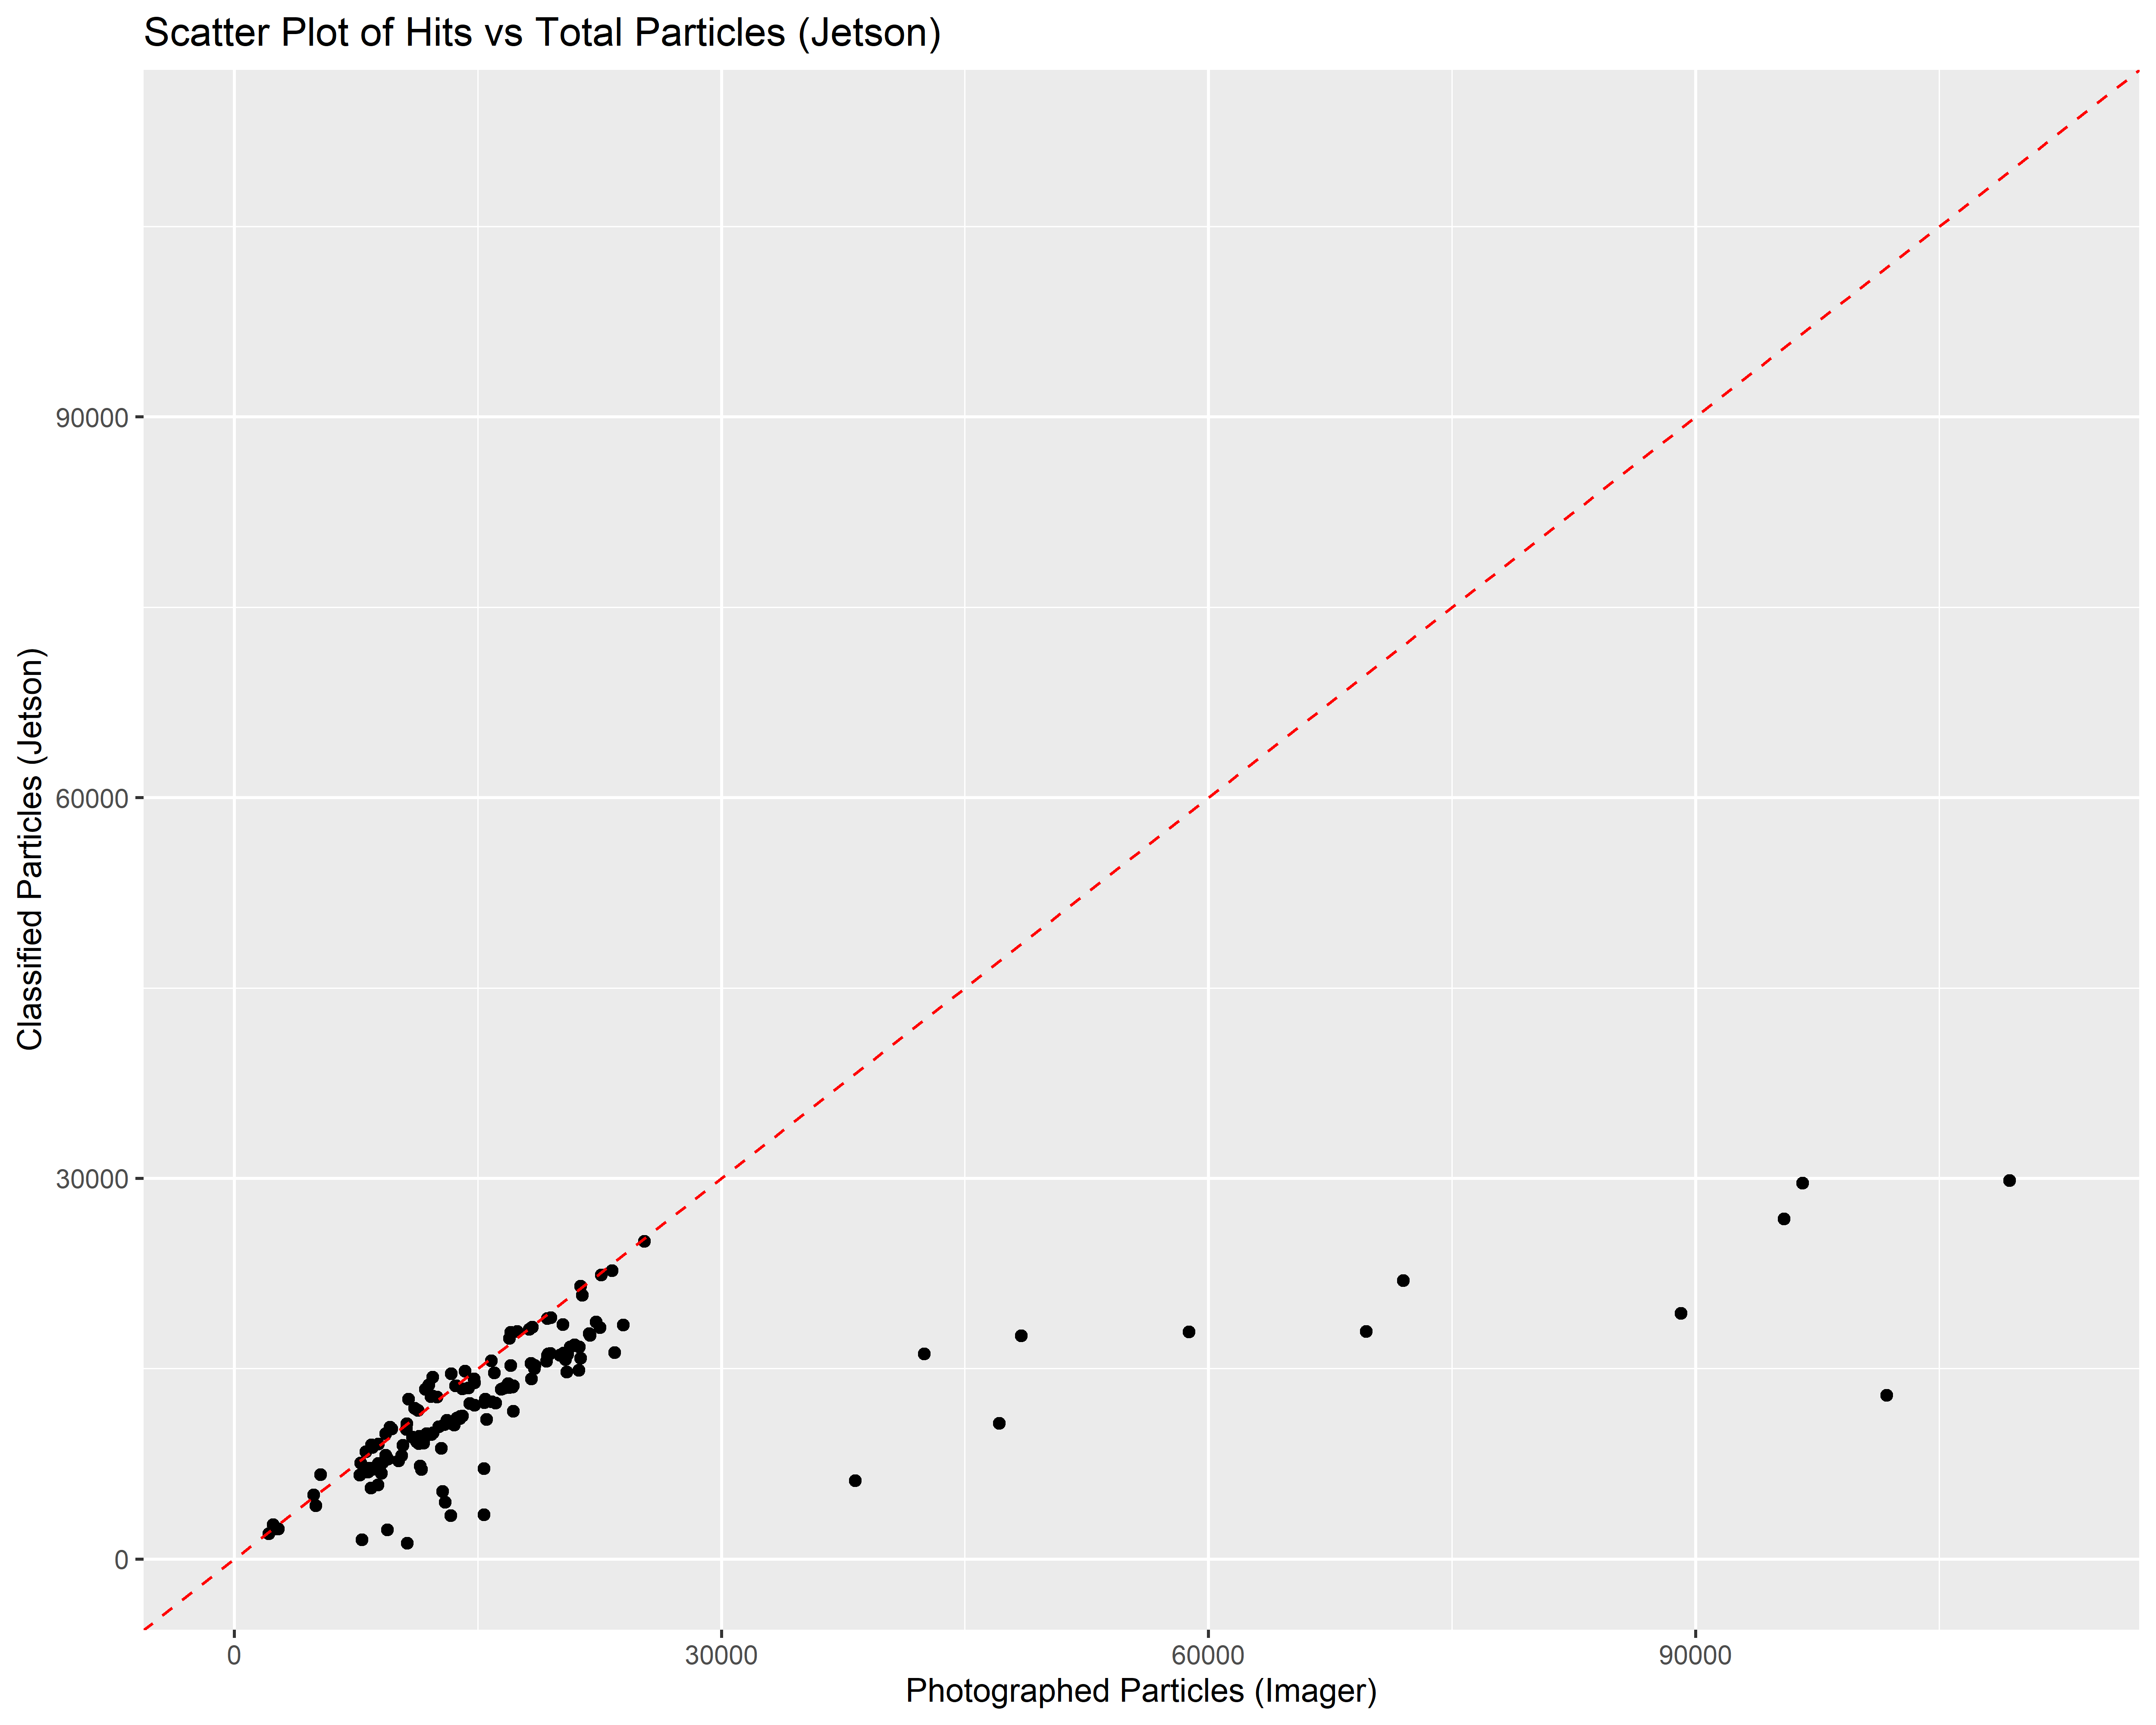 Scatter Plot of Hits vs Total Particles (Jetson)
Classified Particles (Jetson)
90000
60000
30000
0
0 30000 60000 90000
Photographed Particles (Imager)